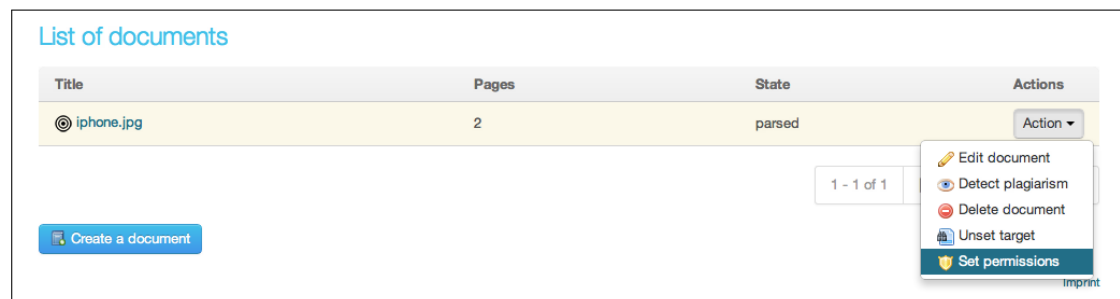 List of documents
Title Pages State Actions
iphone.jpg 2 parsed Action
Edit document
1 - 1 of 1 Detect plagiarism
Delete document
Create a document Unset target
Set permissions
Imprint